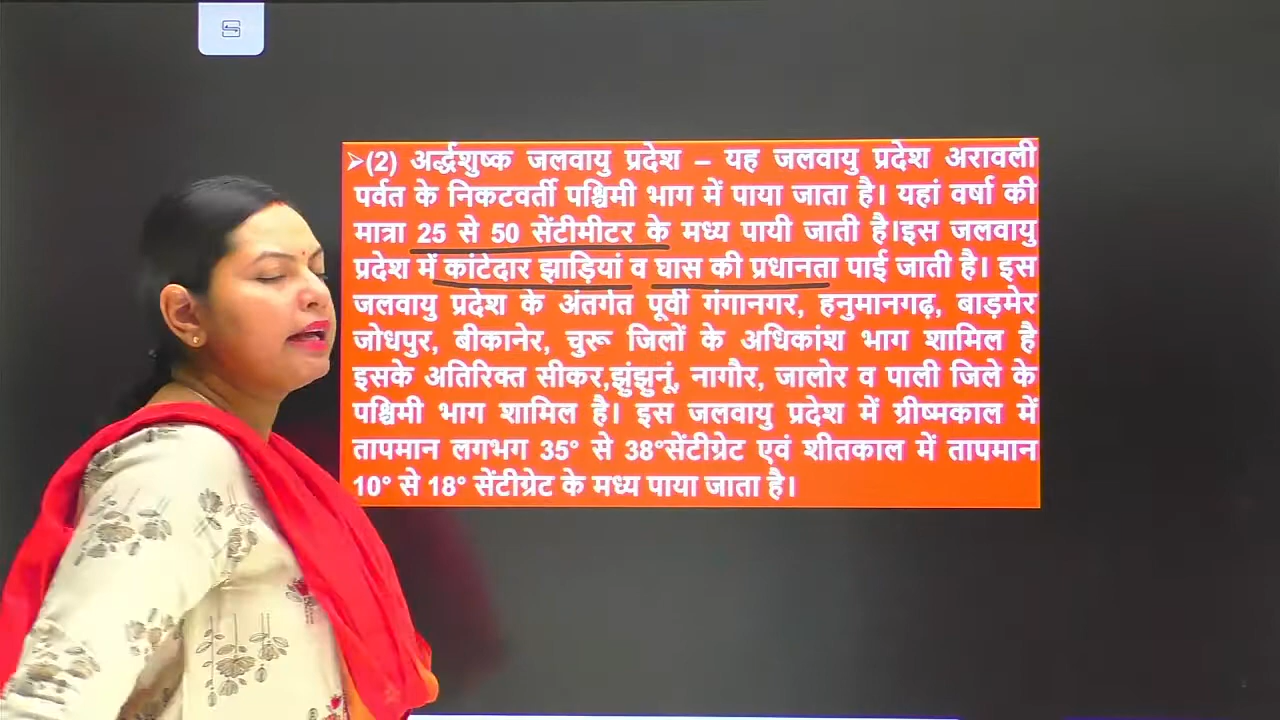 ➢(2) अर्द्धशुष्क जलवायु प्रदेश – यह जलवायु प्रदेश अरावली
पर्वत के निकटवर्ती पश्चिमी भाग में पाया जाता है। यहां वर्षा की
मात्रा 25 से 50 सेंटीमीटर के मध्य पायी जाती है।इस जलवायु
प्रदेश में कांटेदार झाड़ियां व घास की प्रधानता पाई जाती है। इस
जलवायु प्रदेश के अंतर्गत पूर्वी गंगानगर, हनुमानगढ़, बाड़मेर
जोधपुर, बीकानेर, चुरू जिलों के अधिकांश भाग शामिल है
इसके अतिरिक्त सीकर,झुंझुनूं, नागौर, जालोर व पाली जिले के
पश्चिमी भाग शामिल है। इस जलवायु प्रदेश में ग्रीष्मकाल में
तापमान लगभग 35° से 38°सेंटीग्रेट एवं शीतकाल में तापमान
10° से 18° सेंटीग्रेट के मध्य पाया जाता है।